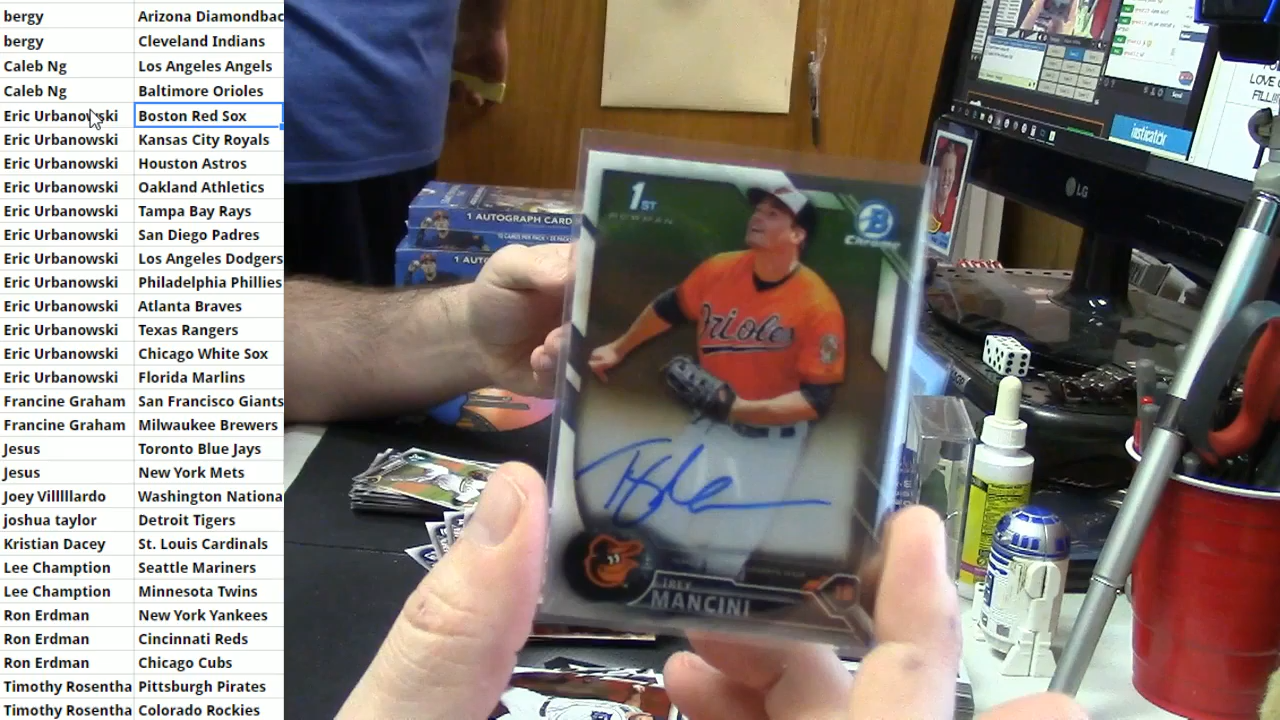 bergy Arizona Diamondbac
bergy Cleveland Indians
Caleb Ng Los Angeles Angels
Caleb Ng Baltimore Orioles
Eric Urbanowski Boston Red Sox
Eric Urbanowski Kansas City Royals
Eric Urbanowski Houston Astros
Eric Urbanowski Oakland Athletics
Eric Urbanowski Tampa Bay Rays
Eric Urbanowski San Diego Padres
Eric Urbanowski Los Angeles Dodgers
Eric Urbanowski Philadelphia Phillies
Eric Urbanowski Atlanta Braves
Eric Urbanowski Texas Rangers
Eric Urbanowski Chicago White Sox
Eric Urbanowski Florida Marlins
Francine Graham San Francisco Giants
Francine Graham Milwaukee Brewers
Jesus Toronto Blue Jays
Jesus New York Mets
Joey Villlllardo Washington Nationa
joshua taylor Detroit Tigers
Kristian Dacey St. Louis Cardinals
Lee Champion Seattle Mariners
Lee Champion Minnesota Twins
Ron Erdman New York Yankees
Ron Erdman Cincinnati Reds
Ron Erdman Chicago Cubs
Timothy Rosentha Pittsburgh Pirates
Timothy Rosentha Colorado Rockies
1 AUTOGRAPH CARD
1 AUTO
1ST
BOWMAN
B
Chrome
Orioles
TREY
MANCINI
LG
insticator
LOVE
FILL